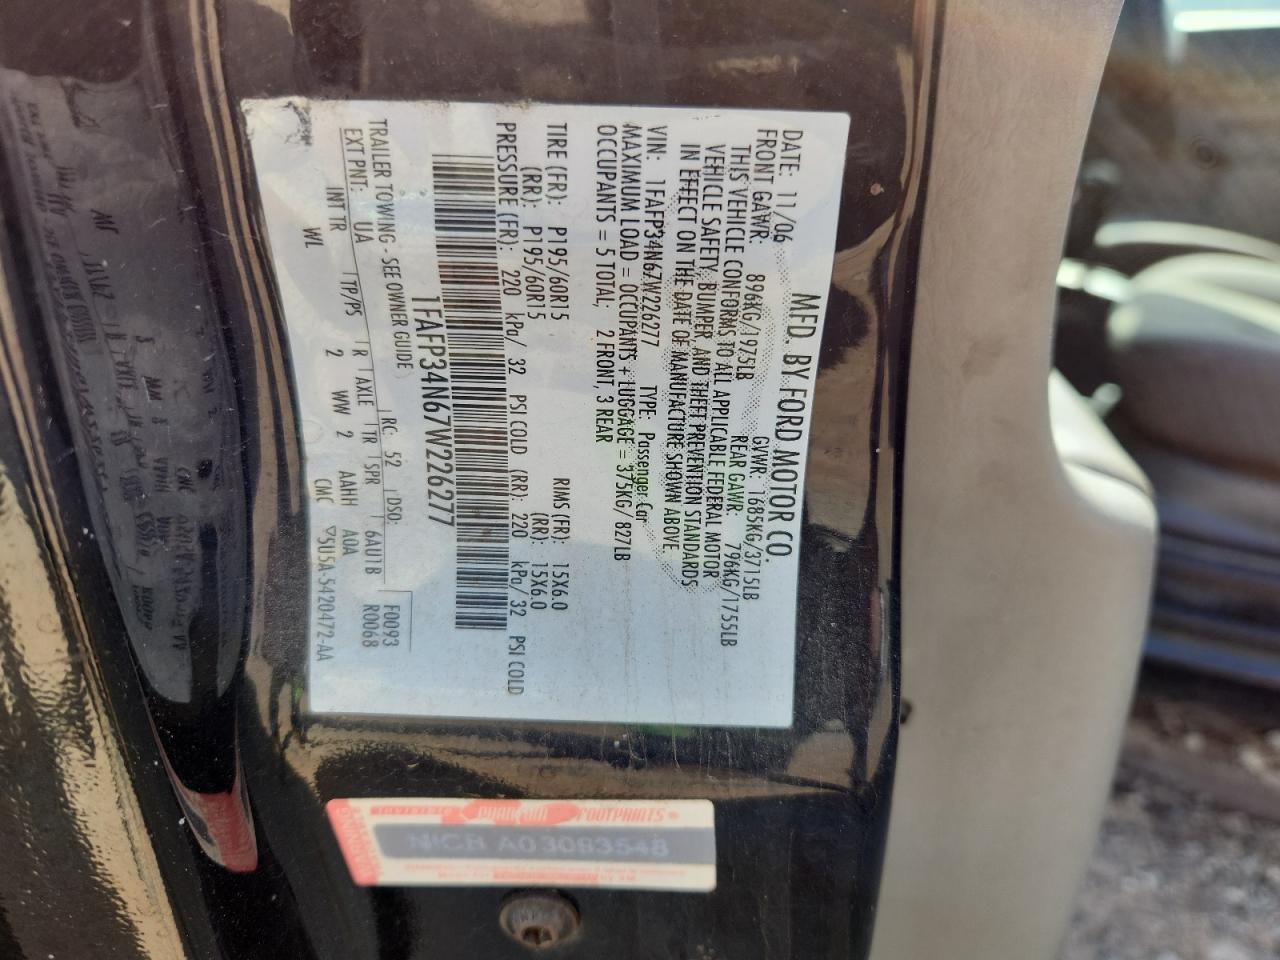 MFD. BY FORD MOTOR CO.
DATE: 11/06 GVWR: 1685KG/3715LB
FRONT GAWR: 896KG/1975LB REAR GAWR: 796KG/1755LB
THIS VEHICLE CONFORMS TO ALL APPLICABLE FEDERAL MOTOR
VEHICLE SAFETY, BUMPER, AND THEFT PREVENTION STANDARDS
IN EFFECT ON THE DATE OF MANUFACTURE SHOWN ABOVE.
VIN: 1FAFP34N67W226277 TYPE: Passenger Car
MAXIMUM LOAD = OCCUPANTS + LUGGAGE = 375KG/ 827LB
OCCUPANTS = 5 TOTAL; 2 FRONT, 3 REAR
TIRE (FR): P195/60R15 RIMS (FR): 15X6.0
(RR): P195/60R15 (RR): 15X6.0
PRESSURE (FR): 220 kPa/ 32 PSI COLD (RR): 220 kPa/ 32 PSI COLD
1FAFP34N67W226277
TRAILER TOWING - SEE OWNER GUIDE
RC: 52 DSO: F0093
EXT PNT: UA 6AU1B R0068
INT TR TP/PS R AXLE TR SPR
WL 2 WW 2 AAHH A0A
CMC ▽5U5A-5420472-AA
FOOTPRINTS®
NICB A03083548